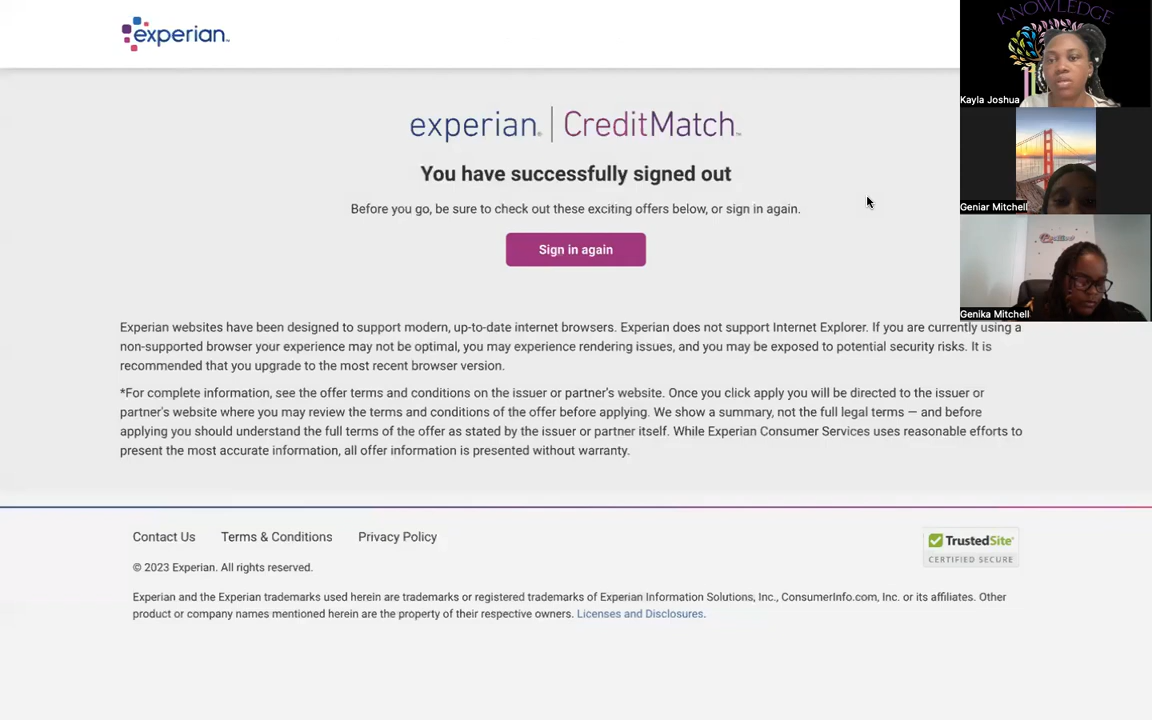 experian.
KNOWLEDGE
Kayla Joshua
experian. | CreditMatch
You have successfully signed out
Before you go, be sure to check out these exciting offers below, or sign in again.
Geniar Mitchell
Sign in again
Genika Mitchell
Experian websites have been designed to support modern, up-to-date internet browsers. Experian does not support Internet Explorer. If you are currently using a
non-supported browser your experience may not be optimal, you may experience rendering issues, and you may be exposed to potential security risks. It is
recommended that you upgrade to the most recent browser version.
*For complete information, see the offer terms and conditions on the issuer or partner's website. Once you click apply you will be directed to the issuer or
partner's website where you may review the terms and conditions of the offer before applying. We show a summary, not the full legal terms — and before
applying you should understand the full terms of the offer as stated by the issuer or partner itself. While Experian Consumer Services uses reasonable efforts to
present the most accurate information, all offer information is presented without warranty.
Contact Us Terms & Conditions Privacy Policy
TrustedSite
CERTIFIED SECURE
© 2023 Experian. All rights reserved.
Experian and the Experian trademarks used herein are trademarks or registered trademarks of Experian Information Solutions, Inc., ConsumerInfo.com, Inc. or its affiliates. Other
product or company names mentioned herein are the property of their respective owners. Licenses and Disclosures.